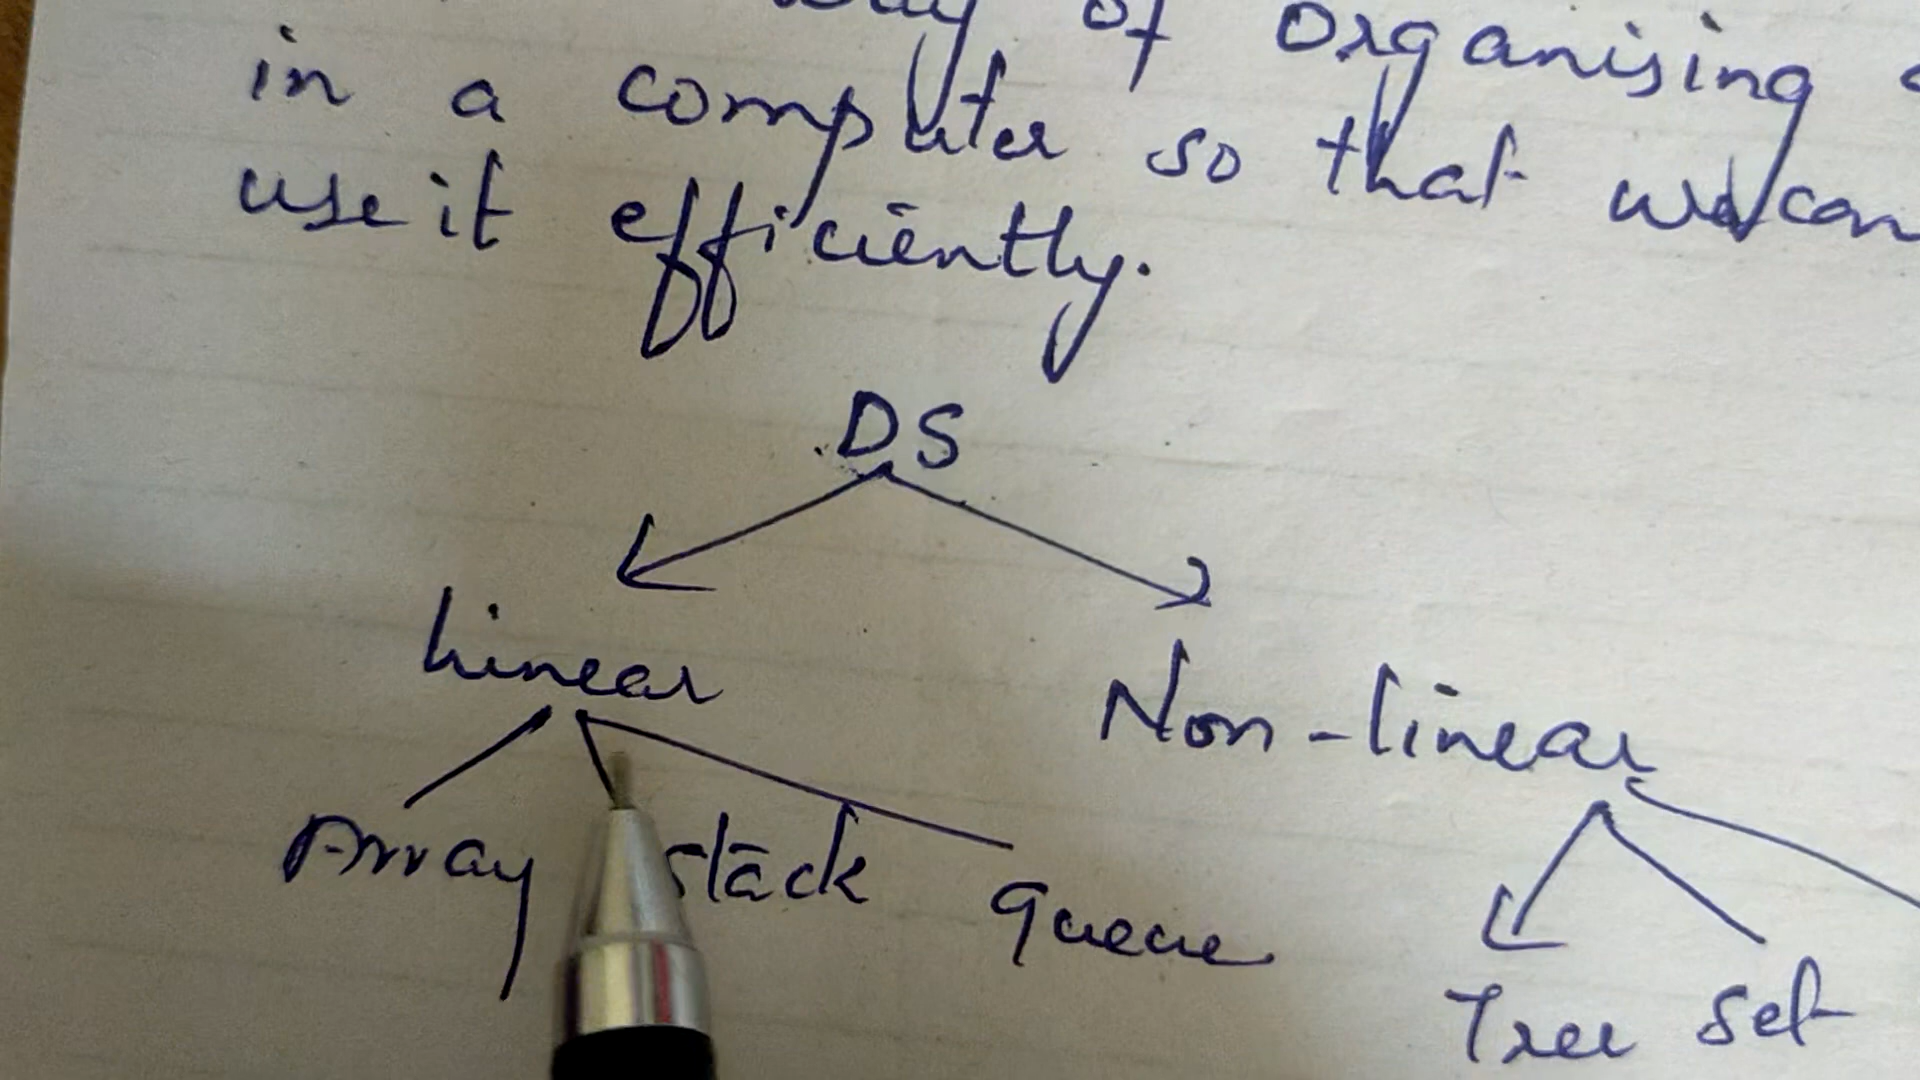 way of organising
in a computer so that we can
use it efficiently.
DS
Linear
Non-linear
Array stack queue
Tree set